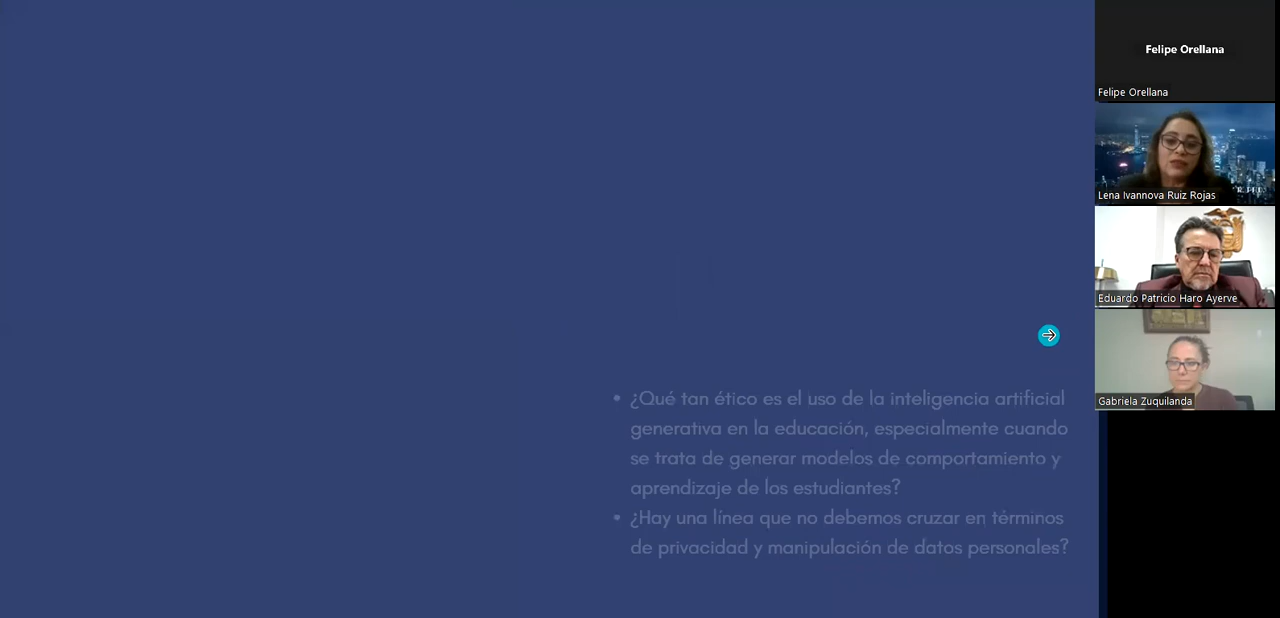 Felipe Orellana
Felipe Orellana
Lena Ivannova Ruiz Rojas
Eduardo Patricio Haro Ayerve
Gabriela Zuquilanda
• ¿Qué tan ético es el uso de la inteligencia artificial
generativa en la educación, especialmente cuando
se trata de generar modelos de comportamiento y
aprendizaje de los estudiantes?
• ¿Hay una línea que no debemos cruzar en términos
de privacidad y manipulación de datos personales?